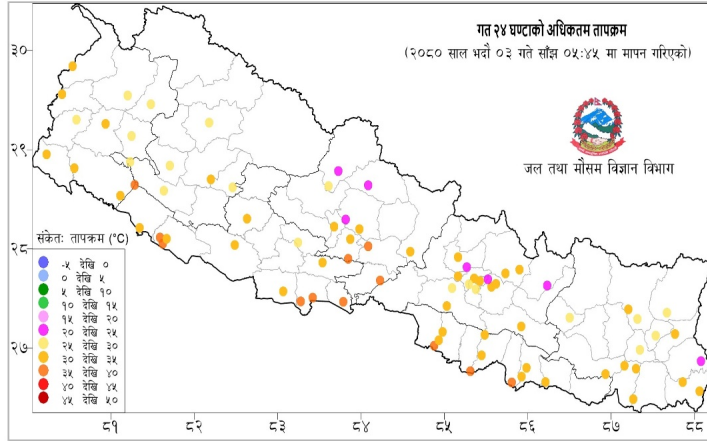 गत २४ घण्टाको अधिकतम तापक्रम
(२०८० साल भदौ ०३ गते साँझ ०५:४५ मा मापन गरिएको)
जल तथा मौसम विज्ञान विभाग
३०
२९
२८
२७
संकेतः तापक्रम (°C)
-५ देखि ०
० देखि ५
५ देखि १०
१० देखि १५
१५ देखि २०
२० देखि २५
२५ देखि ३०
३० देखि ३५
३५ देखि ४०
४० देखि ४५
४५ देखि ५०
८१ ८२ ८३ ८४ ८५ ८६ ८७ ८८